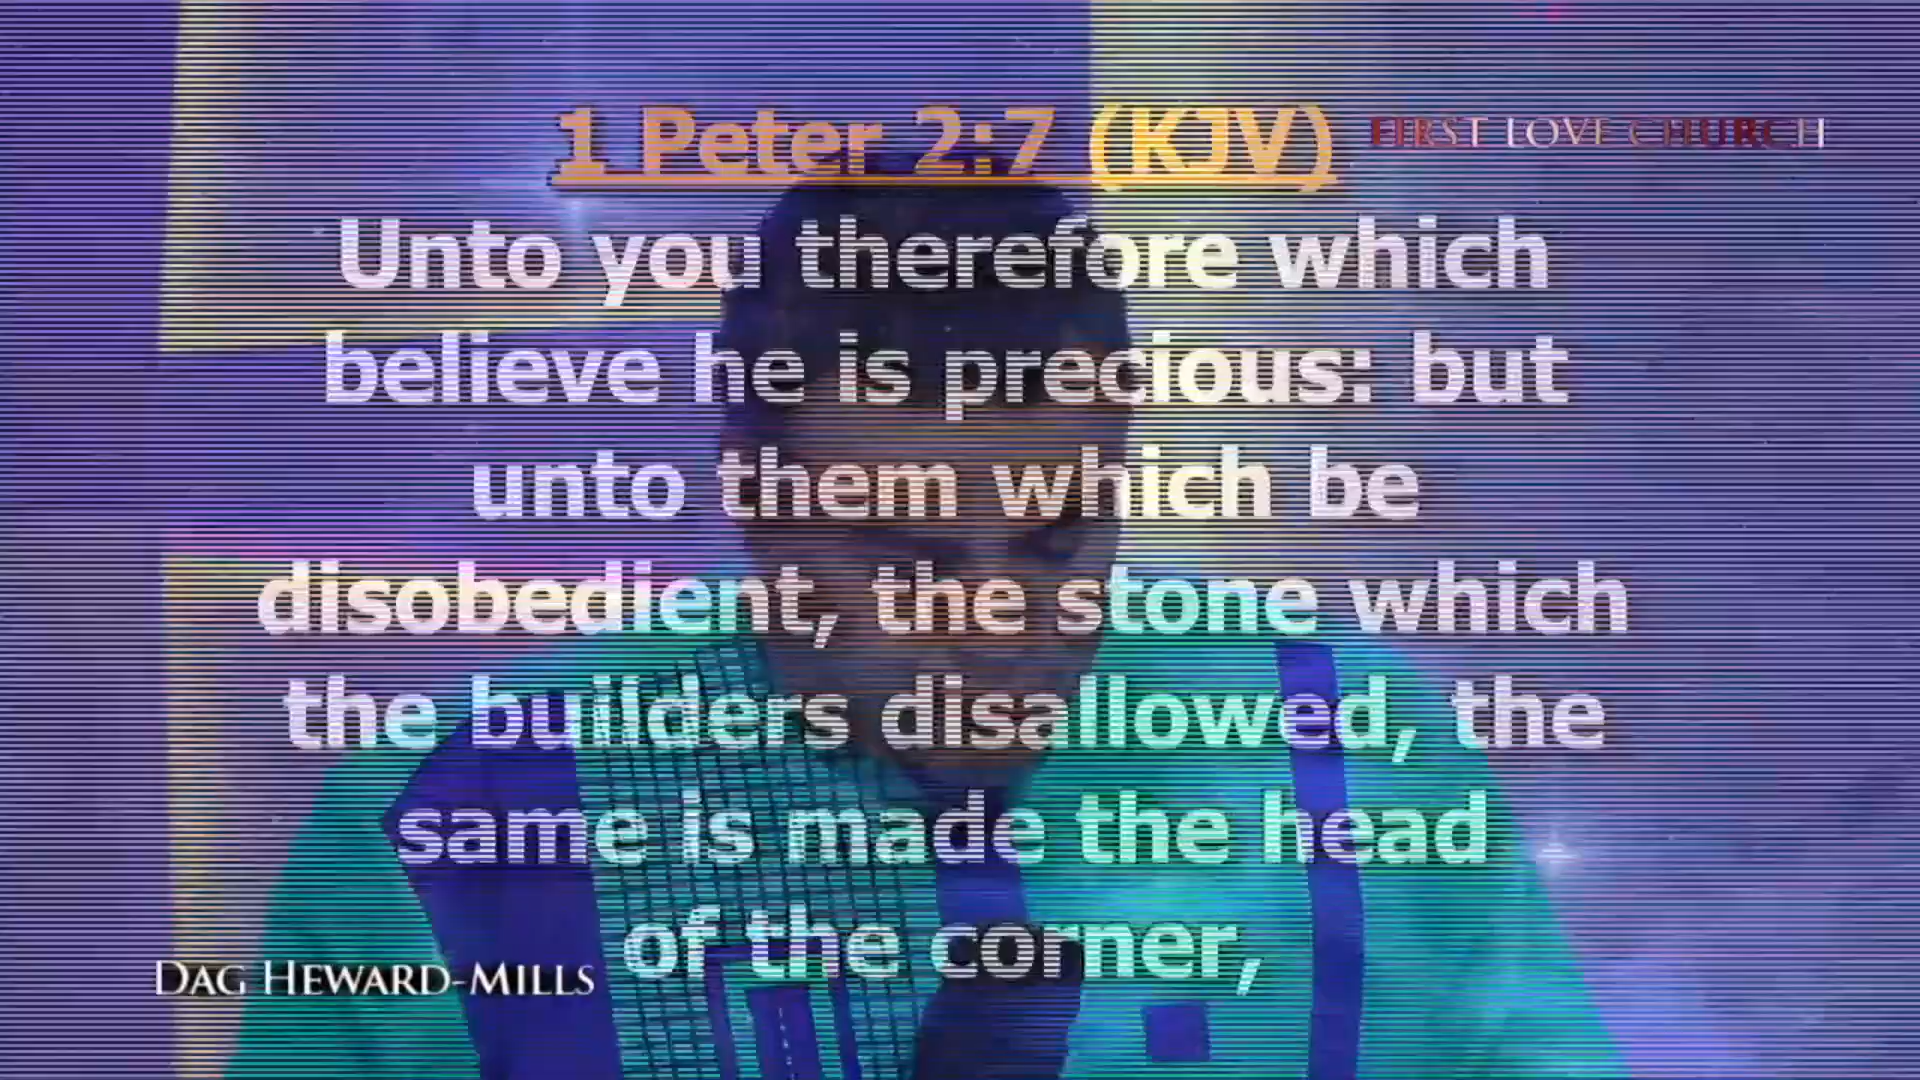 1 Peter 2:7 (KJV)
FIRST LOVE CHURCH
Unto you therefore which
believe he is precious: but
unto them which be
disobedient, the stone which
the builders disallowed, the
same is made the head
of the corner,
DAG HEWARD-MILLS